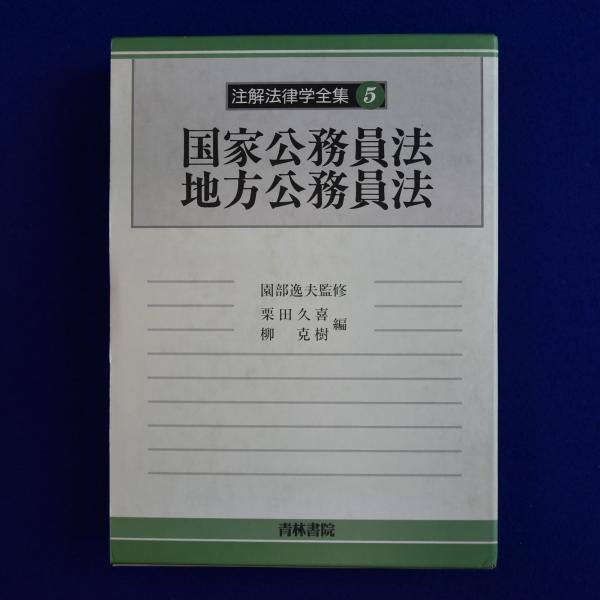 注解法律学全集 5
国家公務員法
地方公務員法
園部逸夫監修
栗田久喜
柳 克樹 編
青林書院